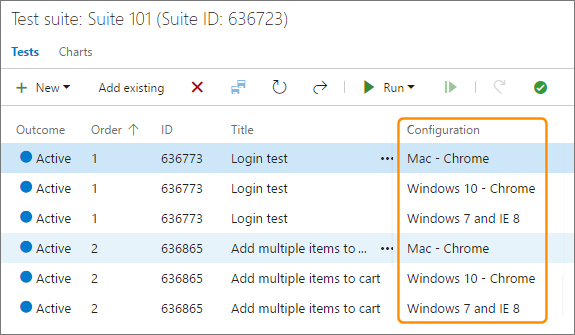 Test suite: Suite 101 (Suite ID: 636723)
Tests Charts
New Add existing Run
Outcome Order ID Title Configuration
Active 1 636773 Login test ... Mac - Chrome
Active 1 636773 Login test Windows 10 - Chrome
Active 1 636773 Login test Windows 7 and IE 8
Active 2 636865 Add multiple items to ... ... Mac - Chrome
Active 2 636865 Add multiple items to cart Windows 10 - Chrome
Active 2 636865 Add multiple items to cart Windows 7 and IE 8